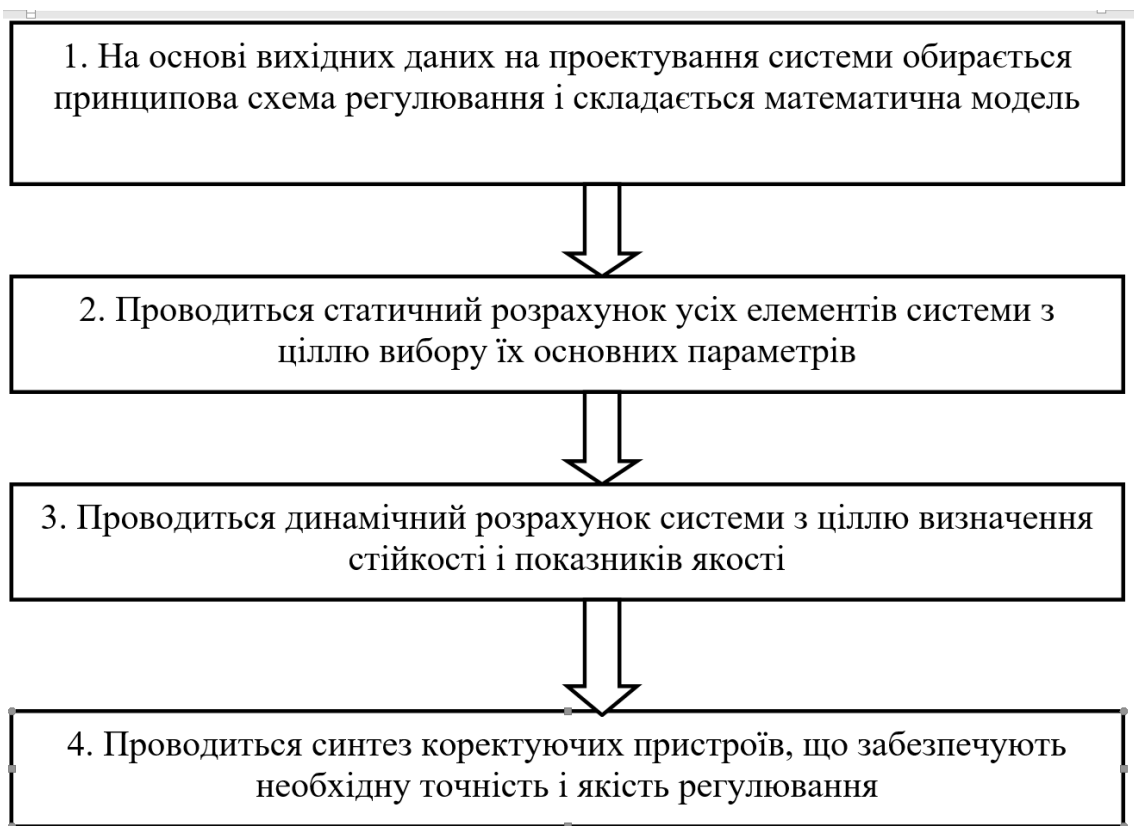 1. На основі вихідних даних на проектування системи обирається
принципова схема регулювання і складається математична модель
2. Проводиться статичний розрахунок усіх елементів системи з
ціллю вибору їх основних параметрів
3. Проводиться динамічний розрахунок системи з ціллю визначення
стійкості і показників якості
4. Проводиться синтез коректуючих пристроїв, що забезпечують
необхідну точність і якість регулювання